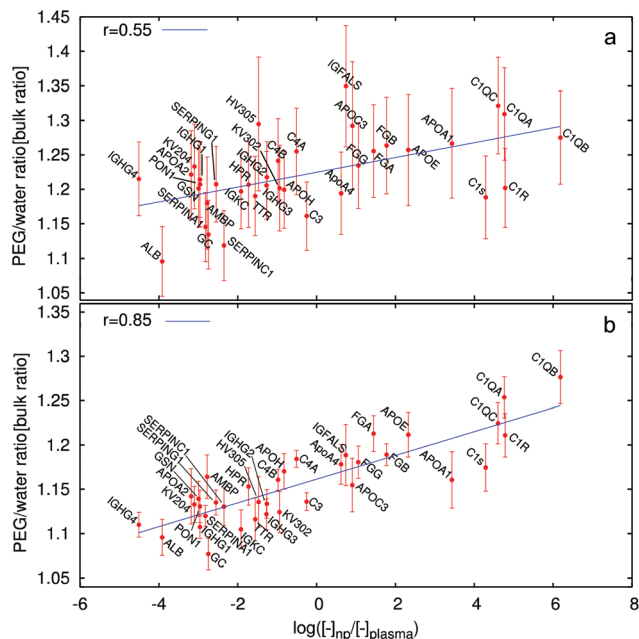 r=0.55
a
PEG/water ratio[bulk ratio]
1.45
1.4
1.35
1.3
1.25
1.2
1.15
1.1
1.05
IGHG4
ALB
APOA2
KV204
PON1
IGHG1
SERPING1
GSN
SERPINA1
GC
AMBP
SERPINC1
IGKC
HPR
TTR
HV305
IGHG2
IGHG3
KV302
C4B
APOH
C4A
C3
ApoA4
IGFALS
APOC3
FGG
FGA
FGB
APOE
APOA1
C1s
C1QC
C1QA
C1R
C1QB
r=0.85
b
PEG/water ratio[bulk ratio]
1.3
1.25
1.2
1.15
1.1
1.05
IGHG4
ALB
APOA2
KV204
PON1
IGHG1
GSN
SERPING1
SERPINC1
SERPINA1
GC
AMBP
IGKC
HPR
TTR
HV305
IGHG2
IGHG3
KV302
C4B
APOH
C4A
C3
ApoA4
IGFALS
APOC3
FGG
FGA
FGB
APOE
APOA1
C1s
C1QC
C1QA
C1R
C1QB
-6 -4 -2 0 2 4 6 8
log([-]np/[-]plasma)